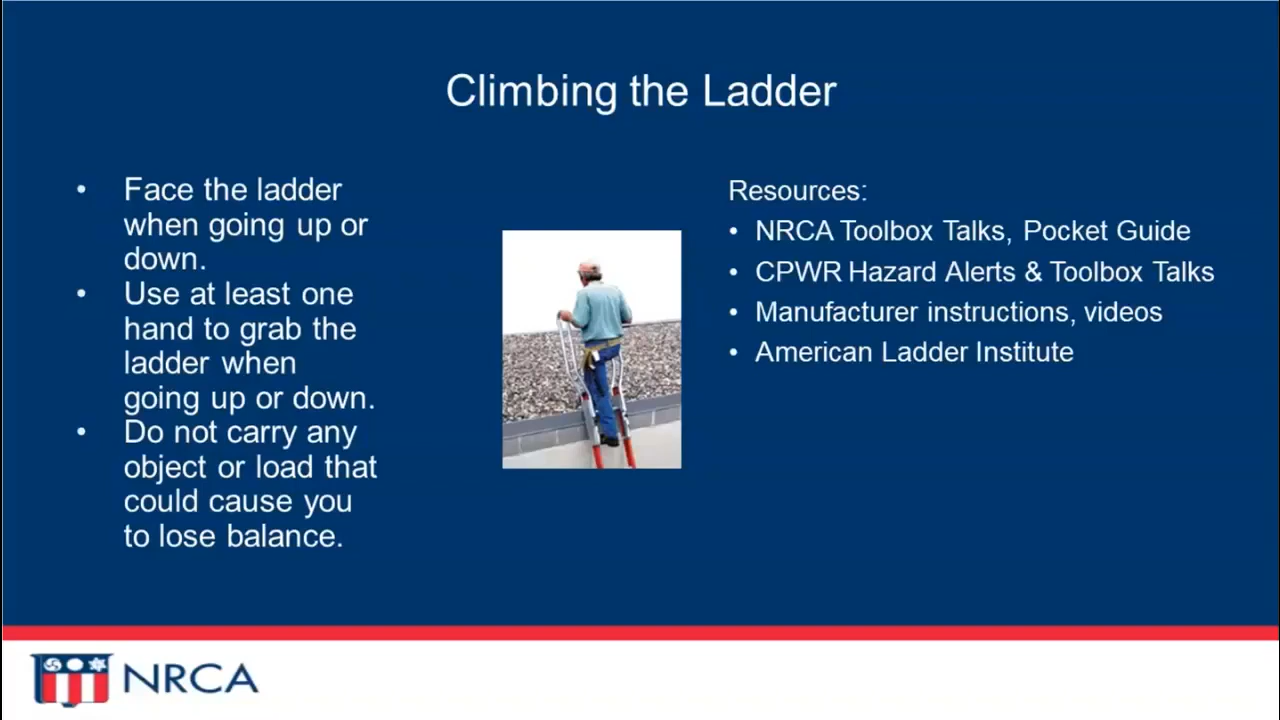 Climbing the Ladder
• Face the ladder
when going up or
down.
• Use at least one
hand to grab the
ladder when
going up or down.
• Do not carry any
object or load that
could cause you
to lose balance.
Resources:
• NRCA Toolbox Talks, Pocket Guide
• CPWR Hazard Alerts & Toolbox Talks
• Manufacturer instructions, videos
• American Ladder Institute
NRCA